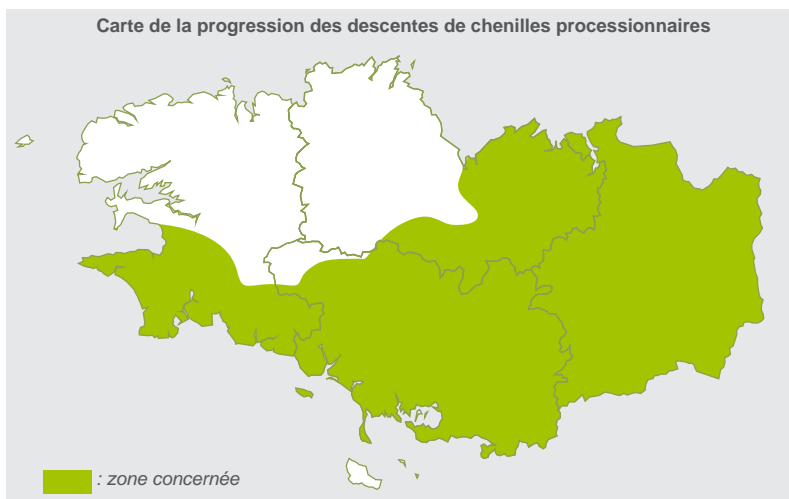 Carte de la progression des descentes de chenilles processionnaires
: zone concernée